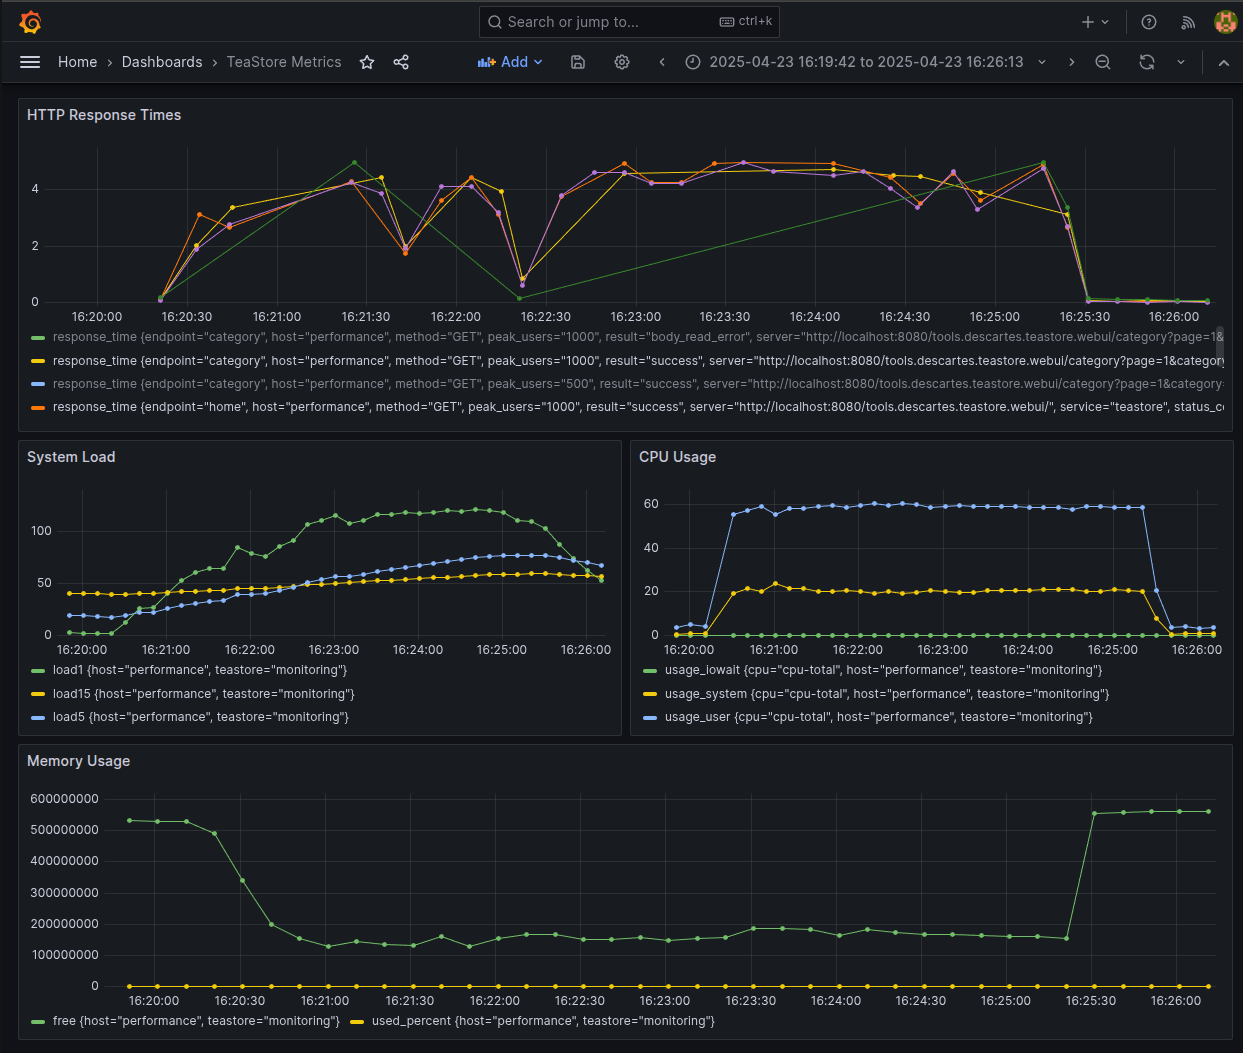 Search or jump to... ctrl+k
Home › Dashboards › TeaStore Metrics Add 2025-04-23 16:19:42 to 2025-04-23 16:26:13
HTTP Response Times
4
2
0
16:20:00 16:20:30 16:21:00 16:21:30 16:22:00 16:22:30 16:23:00 16:23:30 16:24:00 16:24:30 16:25:00 16:25:30 16:26:00
response_time {endpoint="category", host="performance", method="GET", peak_users="1000", result="body_read_error", server="http://localhost:8080/tools.descartes.teastore.webui/category?page=1&
response_time {endpoint="category", host="performance", method="GET", peak_users="1000", result="success", server="http://localhost:8080/tools.descartes.teastore.webui/category?page=1&category
response_time {endpoint="category", host="performance", method="GET", peak_users="500", result="success", server="http://localhost:8080/tools.descartes.teastore.webui/category?page=1&category
response_time {endpoint="home", host="performance", method="GET", peak_users="1000", result="success", server="http://localhost:8080/tools.descartes.teastore.webui/", service="teastore", status_c
System Load
100
50
0
16:20:00 16:21:00 16:22:00 16:23:00 16:24:00 16:25:00 16:26:00
load1 {host="performance", teastore="monitoring"}
load15 {host="performance", teastore="monitoring"}
load5 {host="performance", teastore="monitoring"}
CPU Usage
60
40
20
0
16:20:00 16:21:00 16:22:00 16:23:00 16:24:00 16:25:00 16:26:00
usage_iowait {cpu="cpu-total", host="performance", teastore="monitoring"}
usage_system {cpu="cpu-total", host="performance", teastore="monitoring"}
usage_user {cpu="cpu-total", host="performance", teastore="monitoring"}
Memory Usage
600000000
500000000
400000000
300000000
200000000
100000000
0
16:20:00 16:20:30 16:21:00 16:21:30 16:22:00 16:22:30 16:23:00 16:23:30 16:24:00 16:24:30 16:25:00 16:25:30 16:26:00
free {host="performance", teastore="monitoring"} used_percent {host="performance", teastore="monitoring"}